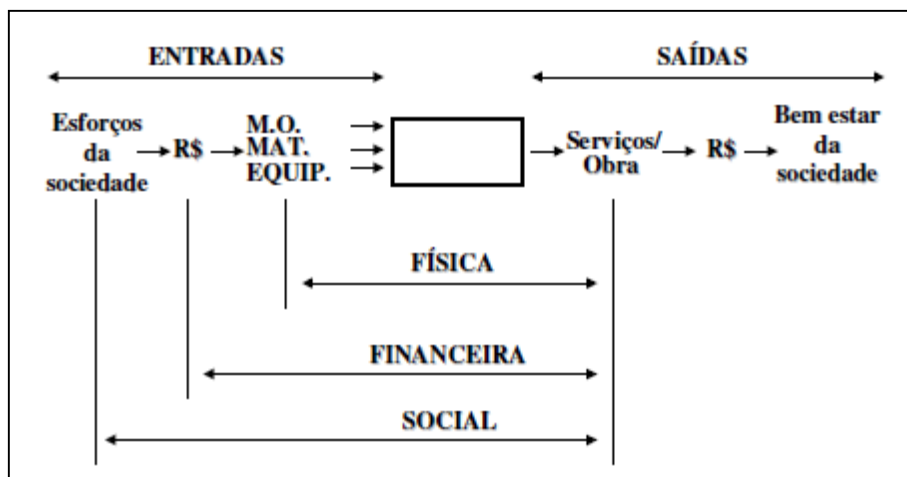 ENTRADAS
SAÍDAS
Esforços
da
sociedade
R$
M.O.
MAT.
EQUIP.
Serviços/
Obra
R$
Bem estar
da
sociedade
FÍSICA
FINANCEIRA
SOCIAL